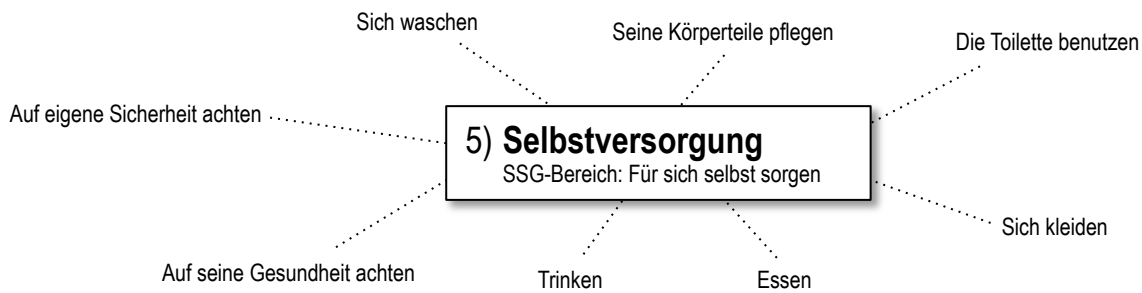 Sich waschen
Seine Körperteile pflegen
Die Toilette benutzen
Auf eigene Sicherheit achten
5) Selbstversorgung
SSG-Bereich: Für sich selbst sorgen
Sich kleiden
Auf seine Gesundheit achten
Trinken
Essen